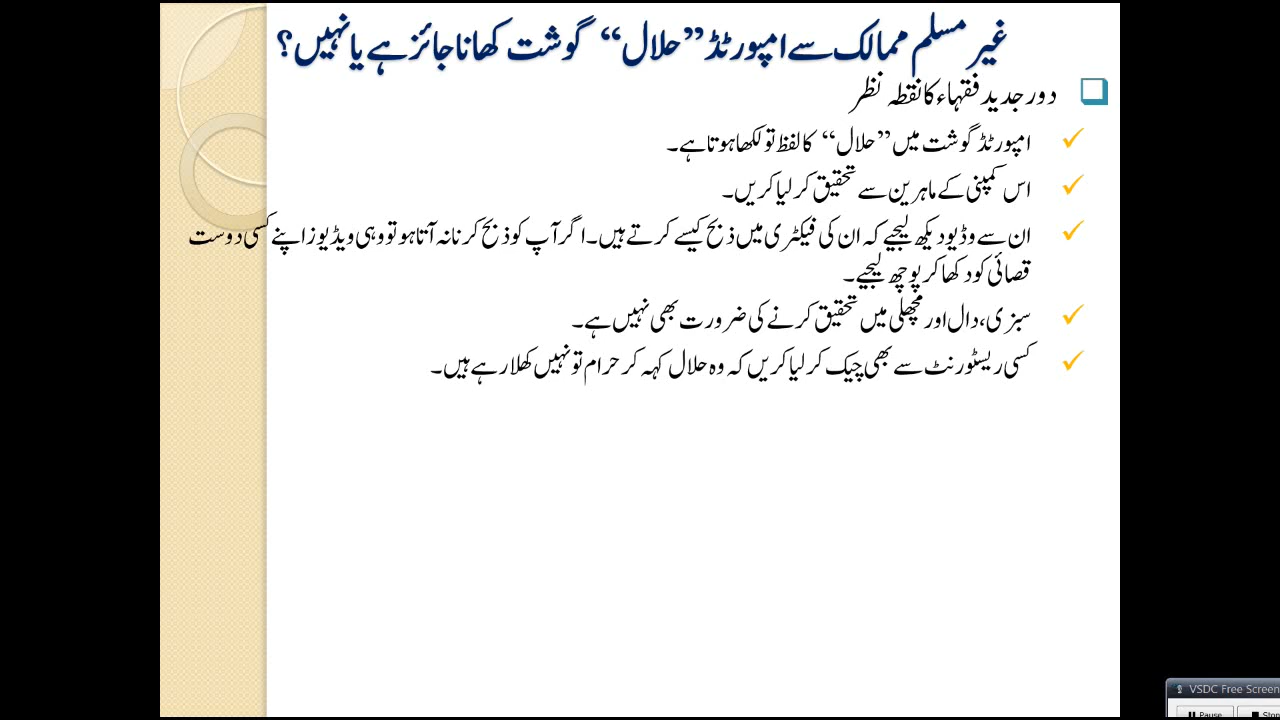 غیر مسلم ممالک سے امپورٹڈ ”حلال“ گوشت کھانا جائز ہے یا نہیں؟
دور جدید فقہاء کا نقطہ نظر
امپورٹڈ گوشت میں ”حلال“ کا لفظ تو لکھا ہوتا ہے۔
اس کمپنی کے ماہرین سے تحقیق کر لیا کریں۔
ان سے وڈیو دیکھ لیجیے کہ ان کی فیکٹری میں ذبح کیسے کرتے ہیں۔ اگر آپ کو ذبح کرنا نہ آتا ہو تو وہی ویڈیوز اپنے کسی دوست
قصائی کو دکھا کر پوچھ لیجیے۔
سبزی، دال اور مچھلی میں تحقیق کرنے کی ضرورت بھی نہیں ہے۔
کسی ریسٹورنٹ سے بھی چیک کر لیا کریں کہ وہ حلال کہہ کر حرام تو نہیں کھلا رہے ہیں۔
VSDC Free Screen
Pause Stop